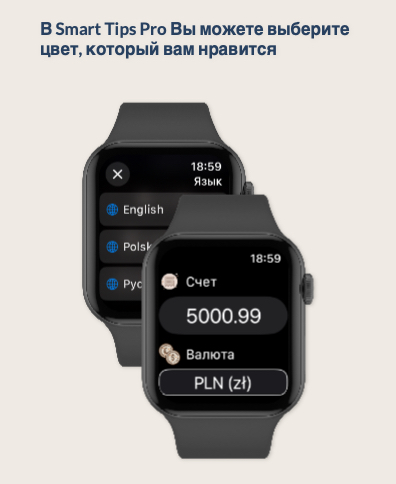 В Smart Tips Pro Вы можете выберите
цвет, который вам нравится
18:59
Язык
English
Polsk
Рус
18:59
Счет
5000.99
Валюта
PLN (zł)